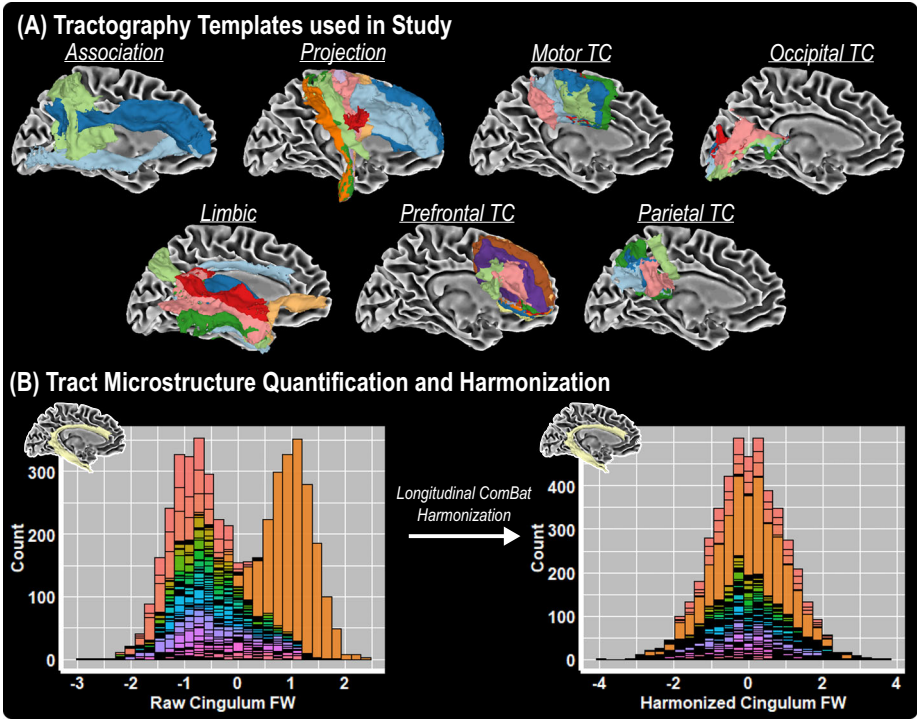 (A) Tractography Templates used in Study
Association
Projection
Motor TC
Occipital TC
Limbic
Prefrontal TC
Parietal TC
(B) Tract Microstructure Quantification and Harmonization
Count
300
200
100
0
-3
-2
-1
0
1
2
Raw Cingulum FW
Longitudinal ComBat
Harmonization
Count
400
300
200
100
0
-4
-2
0
2
4
Harmonized Cingulum FW